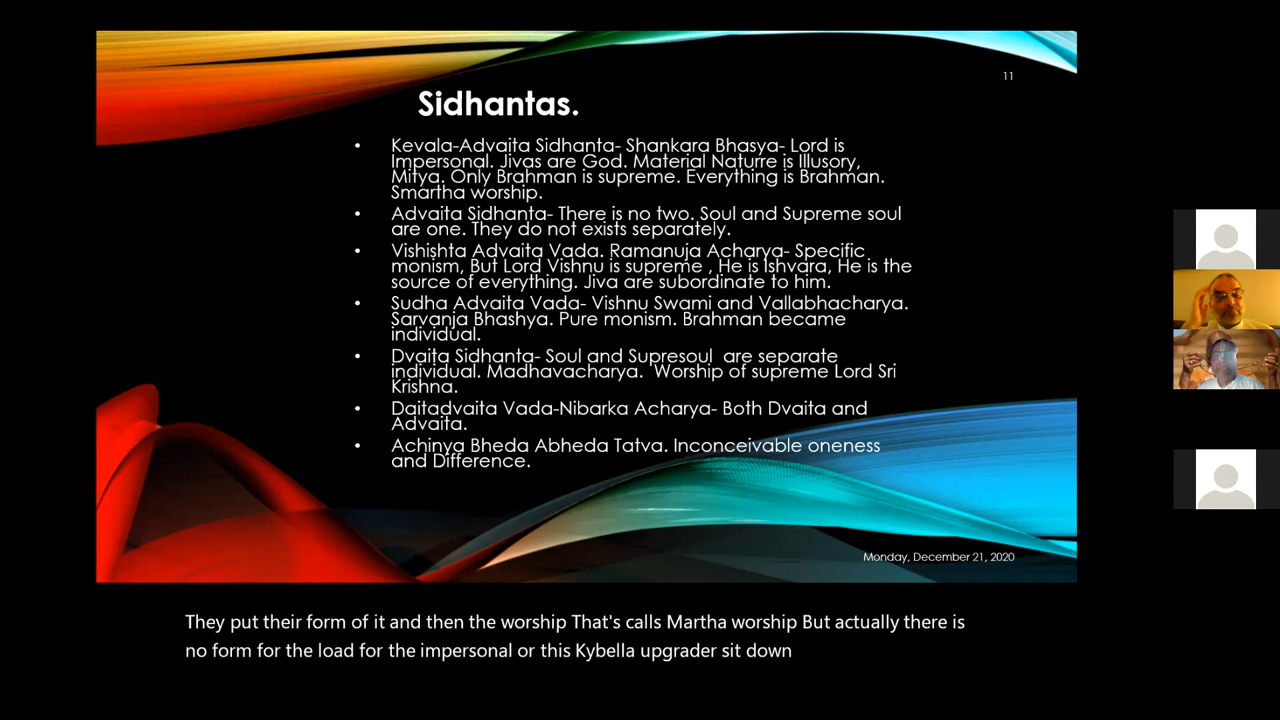 11
Sidhantas.
• Kevala-Advaita Sidhanta- Shankara Bhasya- Lord is
Impersonal. Jivas are God. Material Naturre is Illusory,
Mitya. Only Brahman is supreme. Everything is Brahman.
Smartha worship.
• Advaita Sidhanta- There is no two. Soul and Supreme soul
are one. They do not exists separately.
• Vishishta Advaita Vada. Ramanuja Acharya- Specific
monism, But Lord Vishnu is supreme , He is Ishvara, He is the
source of everything. Jiva are subordinate to him.
• Sudha Advaita Vada- Vishnu Swami and Vallabhacharya.
Sarvanja Bhashya. Pure monism. Brahman became
individual.
• Dvaita Sidhanta- Soul and Supresoul are separate
individual. Madhavacharya. Worship of supreme Lord Sri
Krishna.
• Daitadvaita Vada-Nibarka Acharya- Both Dvaita and
Advaita.
• Achinya Bheda Abheda Tatva. Inconceivable oneness
and Difference.
Monday, December 21, 2020
They put their form of it and then the worship That's calls Martha worship But actually there is
no form for the load for the impersonal or this Kybella upgrader sit down